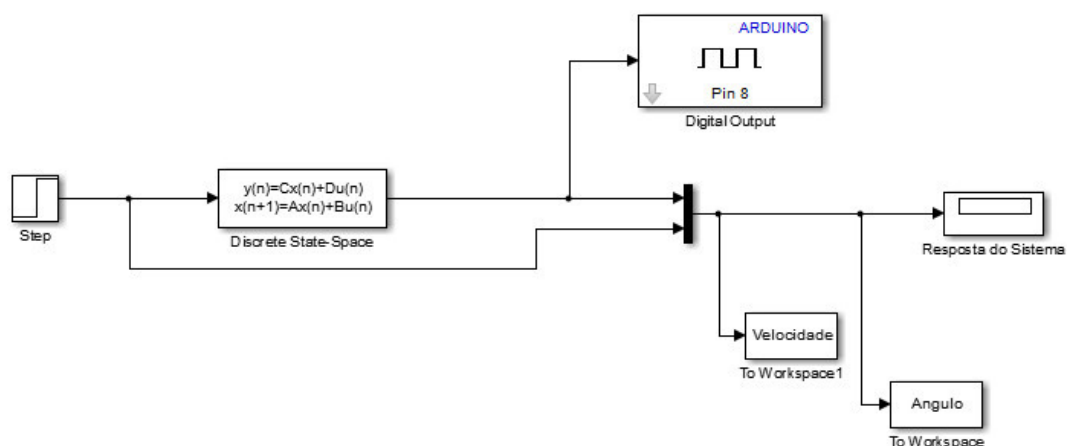 ARDUINO
Pin 8
Digital Output
y(n)=Cx(n)+Du(n)
x(n+1)=Ax(n)+Bu(n)
Step
Discrete State-Space
Resposta do Sistema
Velocidade
To Workspace1
Angulo
To Workspace